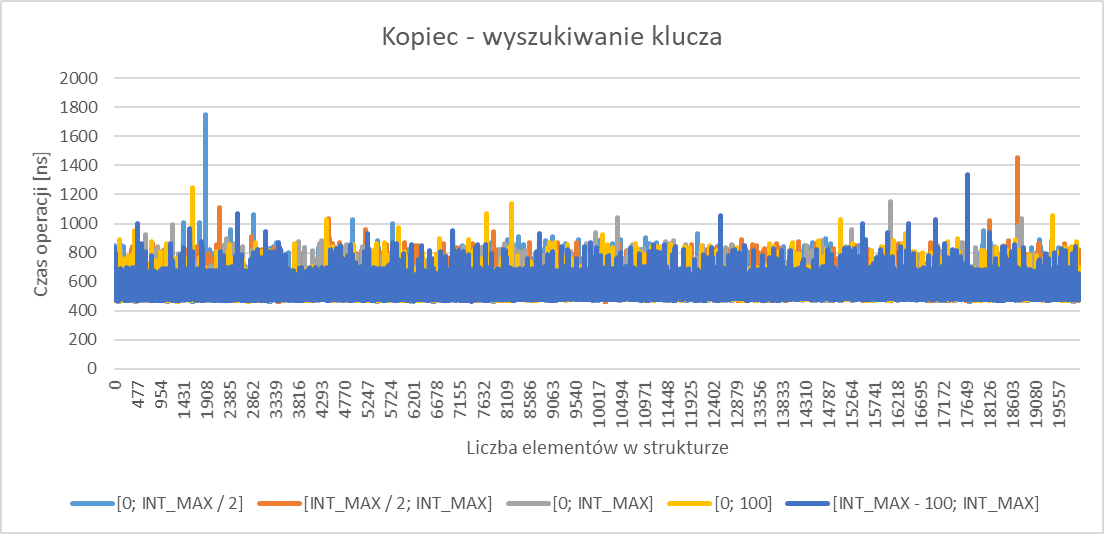 Kopiec - wyszukiwanie klucza
Czas operacji [ns]
2000
1800
1600
1400
1200
1000
800
600
400
200
0
0 477 954 1431 1908 2385 2862 3339 3816 4293 4770 5247 5724 6201 6678 7155 7632 8109 8586 9063 9540 10017 10494 10971 11448 11925 12402 12879 13356 13833 14310 14787 15264 15741 16218 16695 17172 17649 18126 18603 19080 19557
Liczba elementów w strukturze
[0; INT_MAX / 2] [INT_MAX / 2; INT_MAX] [0; INT_MAX] [0; 100] [INT_MAX - 100; INT_MAX]